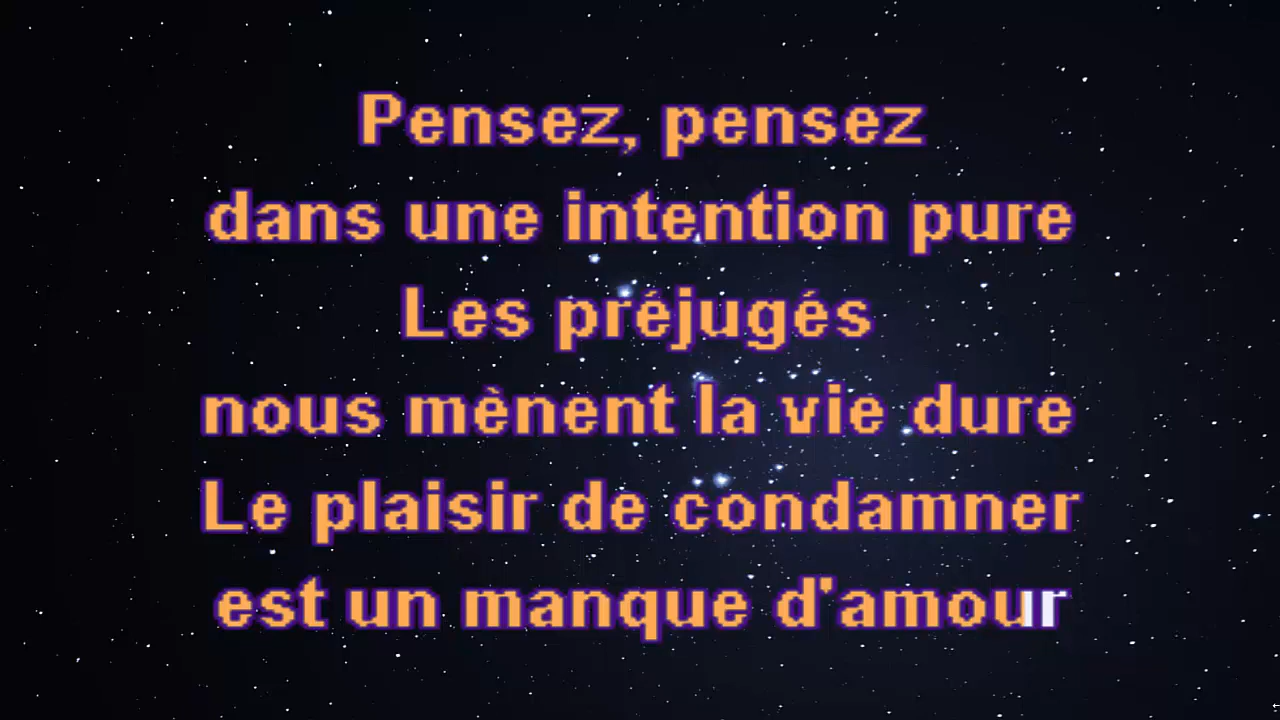 Pensez, pensez
dans une intention pure
Les préjugés
nous mènent la vie dure
Le plaisir de condamner
est un manque d'amour